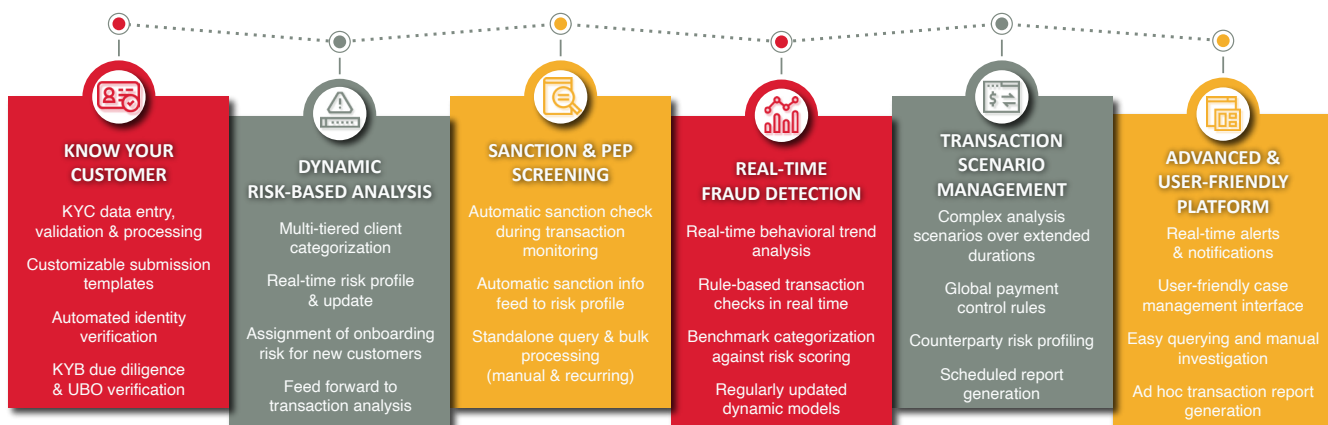 KNOW YOUR
CUSTOMER
KYC data entry,
validation & processing
Customizable submission
templates
Automated identity
verification
KYB due diligence
& UBO verification
DYNAMIC
RISK-BASED ANALYSIS
Multi-tiered client
categorization
Real-time risk profile
& update
Assignment of onboarding
risk for new customers
Feed forward to
transaction analysis
SANCTION & PEP
SCREENING
Automatic sanction check
during transaction
monitoring
Automatic sanction info
feed to risk profile
Standalone query & bulk
processing
(manual & recurring)
REAL-TIME
FRAUD DETECTION
Real-time behavioral trend
analysis
Rule-based transaction
checks in real time
Benchmark categorization
against risk scoring
Regularly updated
dynamic models
$
TRANSACTION
SCENARIO
MANAGEMENT
Complex analysis
scenarios over extended
durations
Global payment
control rules
Counterparty risk profiling
Scheduled report
generation
ADVANCED &
USER-FRIENDLY
PLATFORM
Real-time alerts
& notifications
User-friendly case
management interface
Easy querying and manual
investigation
Ad hoc transaction report
generation